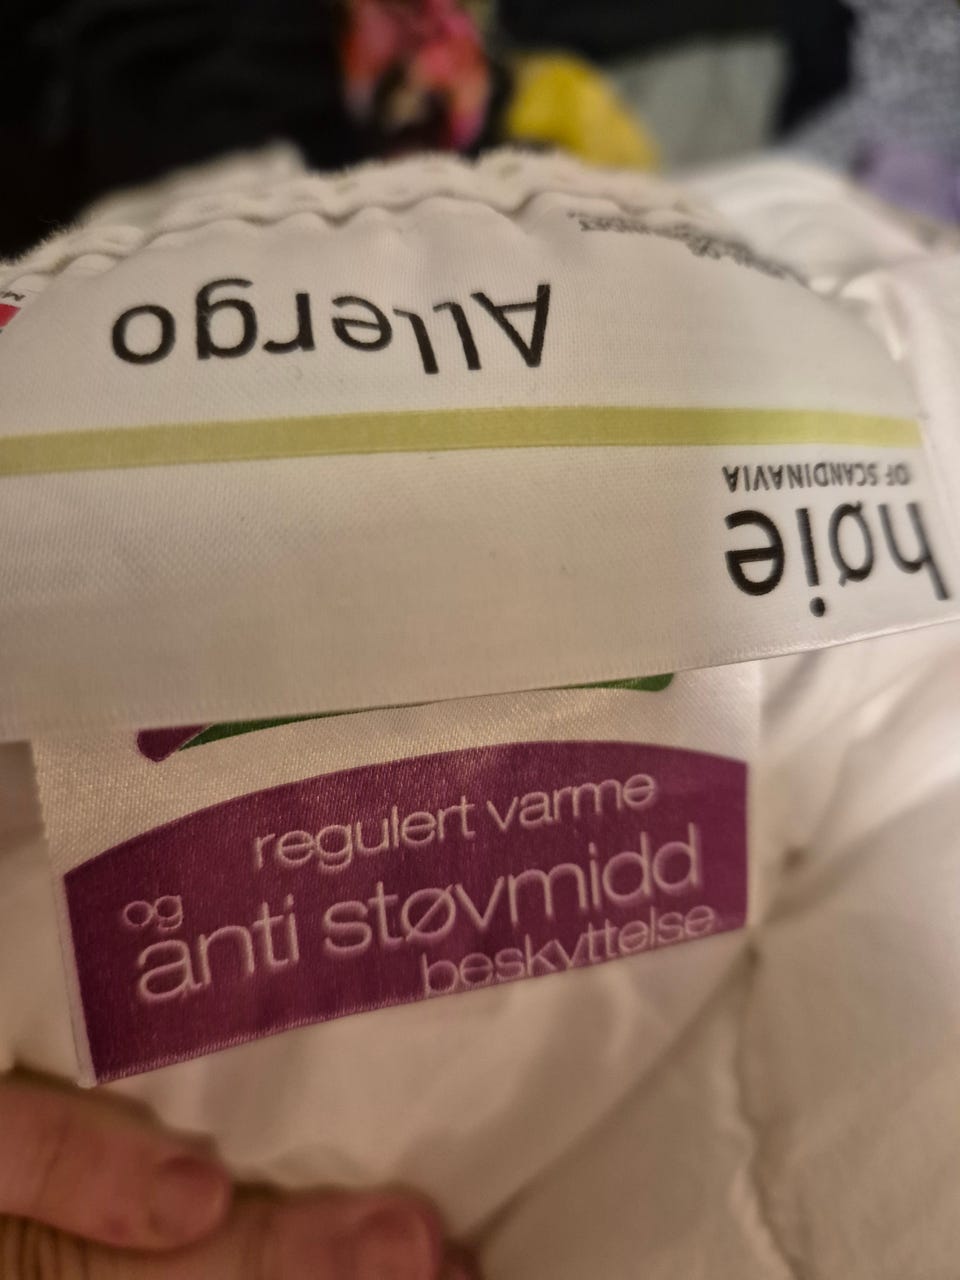 Allergo
høie
OF SCANDINAVIA
regulert varme
og
anti støvmidd
beskyttelse